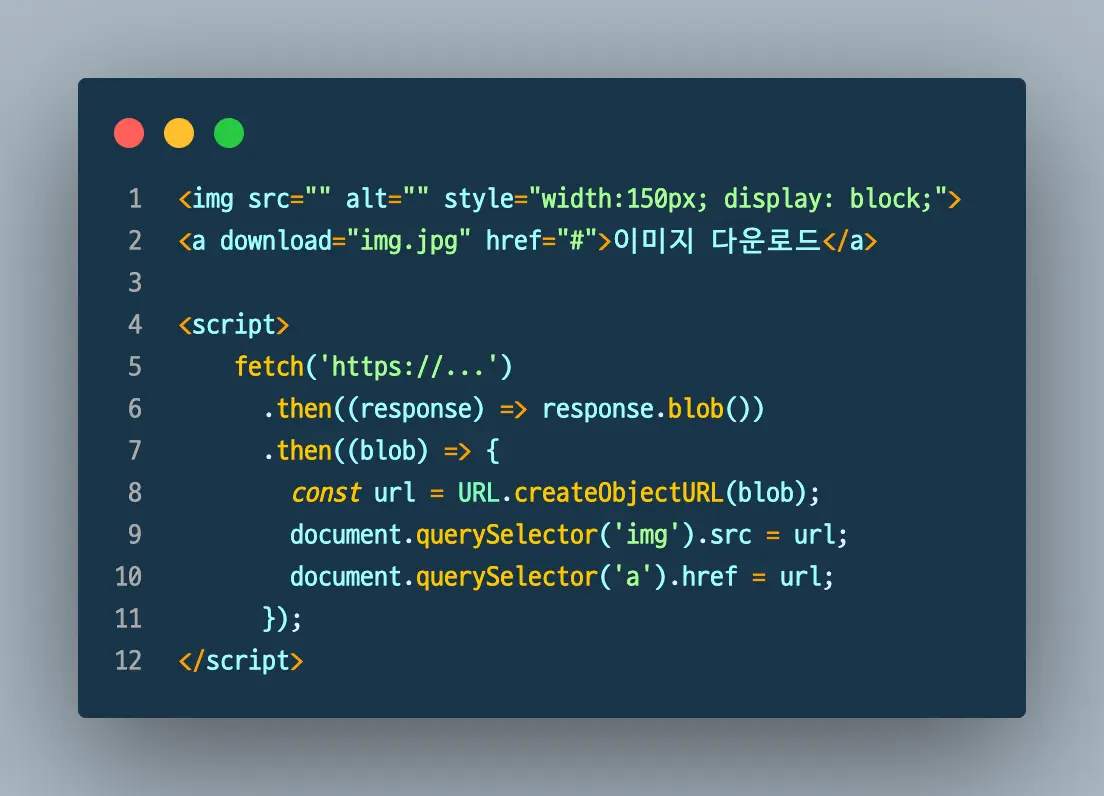 1 <img src="" alt="" style="width:150px; display: block;">
2 <a download="img.jpg" href="#">이미지 다운로드</a>
3
4 <script>
5     fetch('https://...')
6       .then((response) => response.blob())
7       .then((blob) => {
8         const url = URL.createObjectURL(blob);
9         document.querySelector('img').src = url;
10         document.querySelector('a').href = url;
11       });
12 </script>